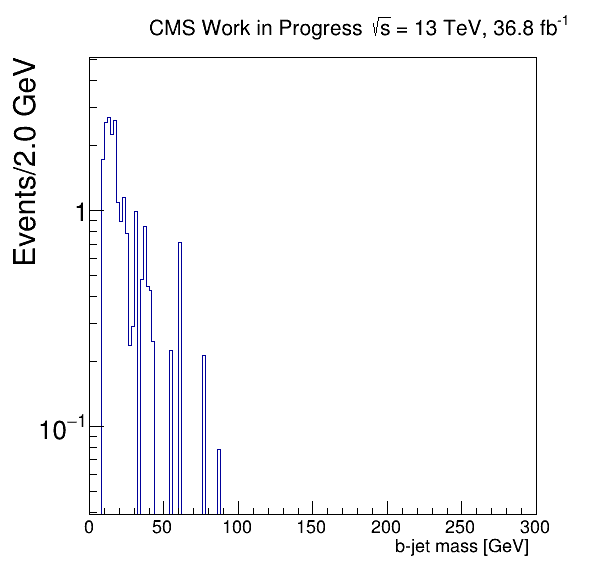 CMS Work in Progress √s = 13 TeV, 36.8 fb⁻¹
Events/2.0 GeV
1
10⁻¹
0 50 100 150 200 250 300
b-jet mass [GeV]